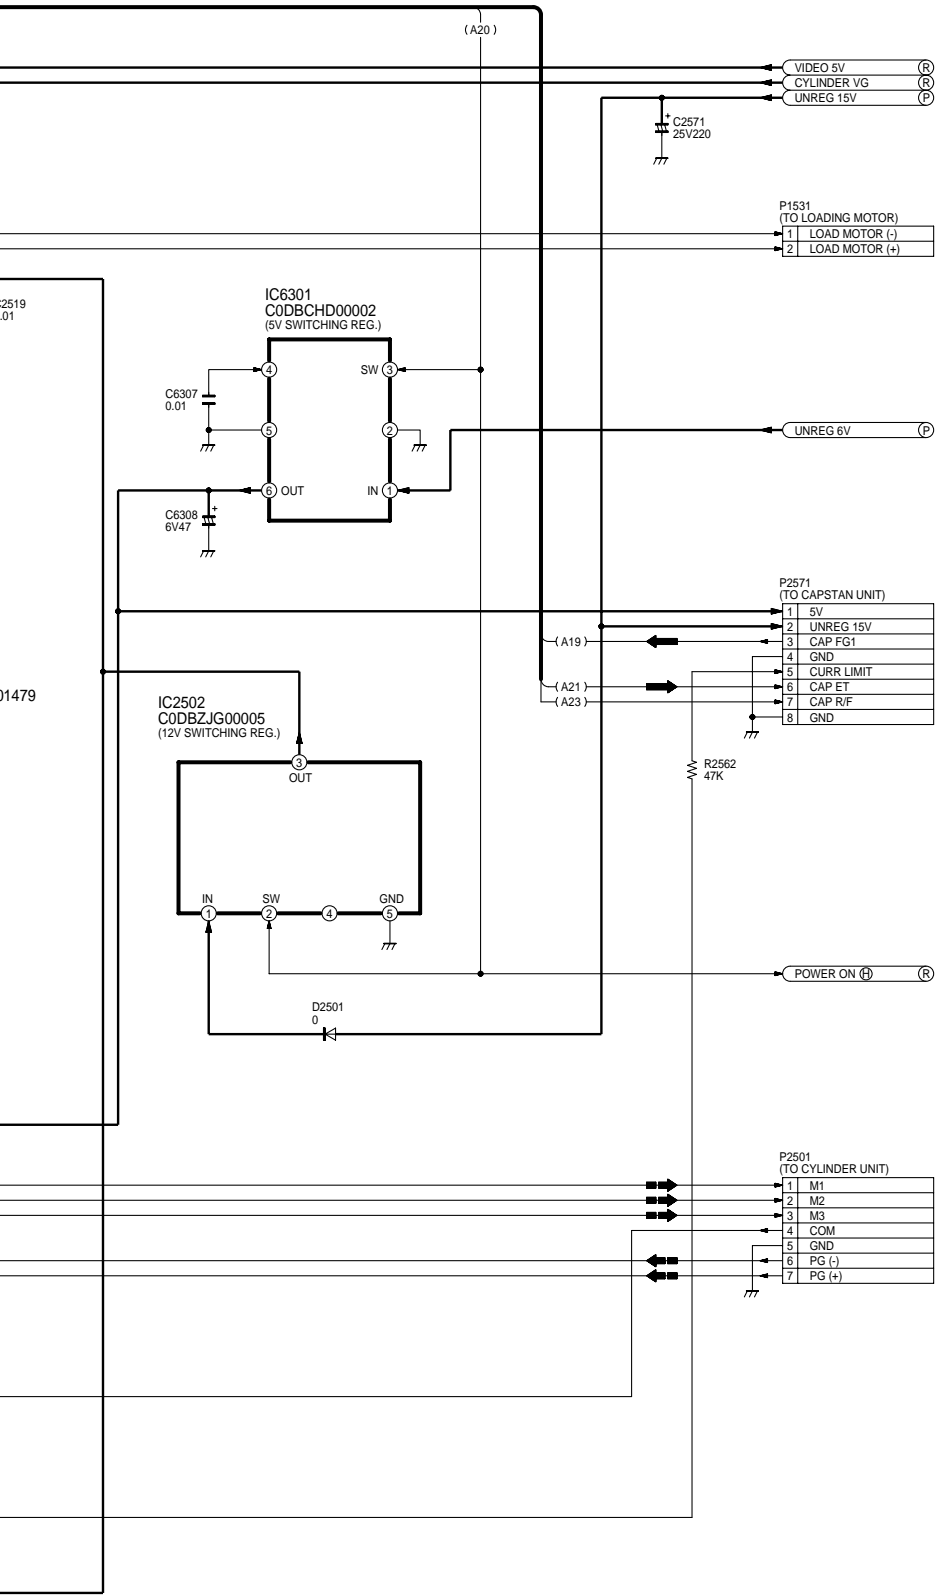 (A20)
VIDEO 5V R
CYLINDER VG R
UNREG 15V P
+
C2571
25V220
P1531
(TO LOADING MOTOR)
1 LOAD MOTOR (-)
2 LOAD MOTOR (+)
C2519
.01
IC6301
C0DBCHD00002
(5V SWITCHING REG.)
4 SW 3
C6307
0.01
5 2
UNREG 6V P
6 OUT IN 1
C6308
6V47
+
P2571
(TO CAPSTAN UNIT)
1 5V
2 UNREG 15V
(A19) 3 CAP FG1
4 GND
5 CURR LIMIT
(A21) 6 CAP ET
(A23) 7 CAP R/F
8 GND
01479
IC2502
C0DBZJG00005
(12V SWITCHING REG.)
3
OUT
R2562
47K
IN SW GND
1 2 4 5
POWER ON H R
D2501
0
P2501
(TO CYLINDER UNIT)
1 M1
2 M2
3 M3
4 COM
5 GND
6 PG (-)
7 PG (+)